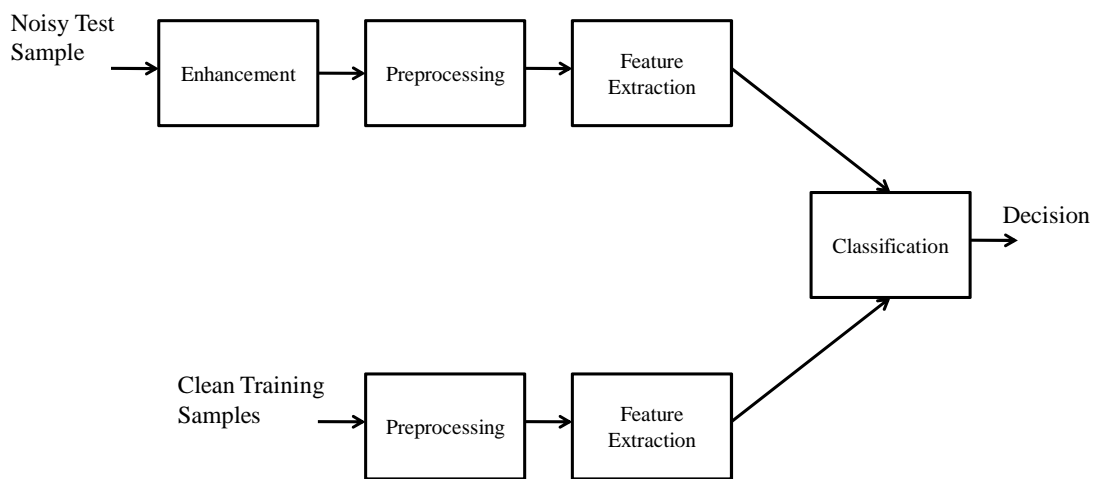 Noisy Test
Sample
Enhancement
Preprocessing
Feature
Extraction
Classification
Decision
Clean Training
Samples
Preprocessing
Feature
Extraction